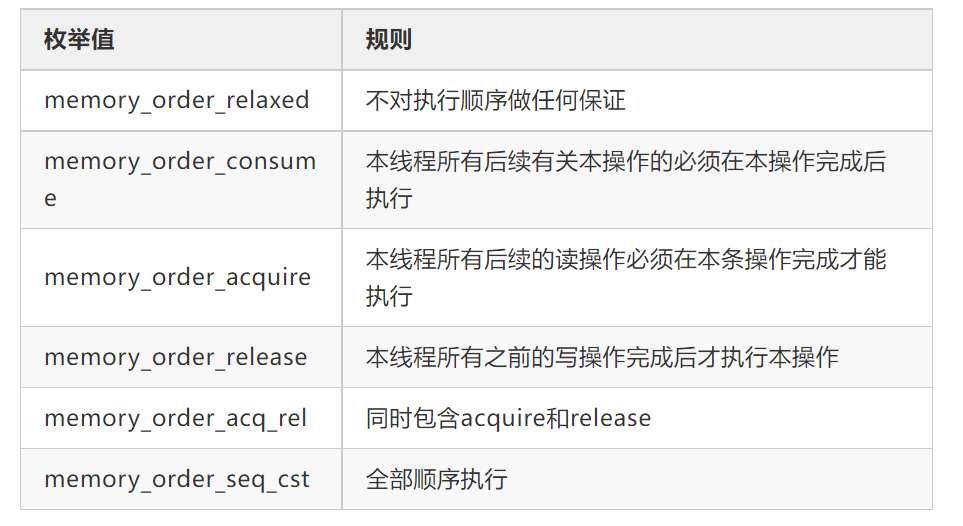 枚举值 规则
memory_order_relaxed 不对执行顺序做任何保证
memory_order_consum 本线程所有后续有关本操作的必须在本操作完成后
e 执行
memory_order_acquire 本线程所有后续的读操作必须在本条操作完成才能
执行
memory_order_release 本线程所有之前的写操作完成后才执行本操作
memory_order_acq_rel 同时包含acquire和release
memory_order_seq_cst 全部顺序执行